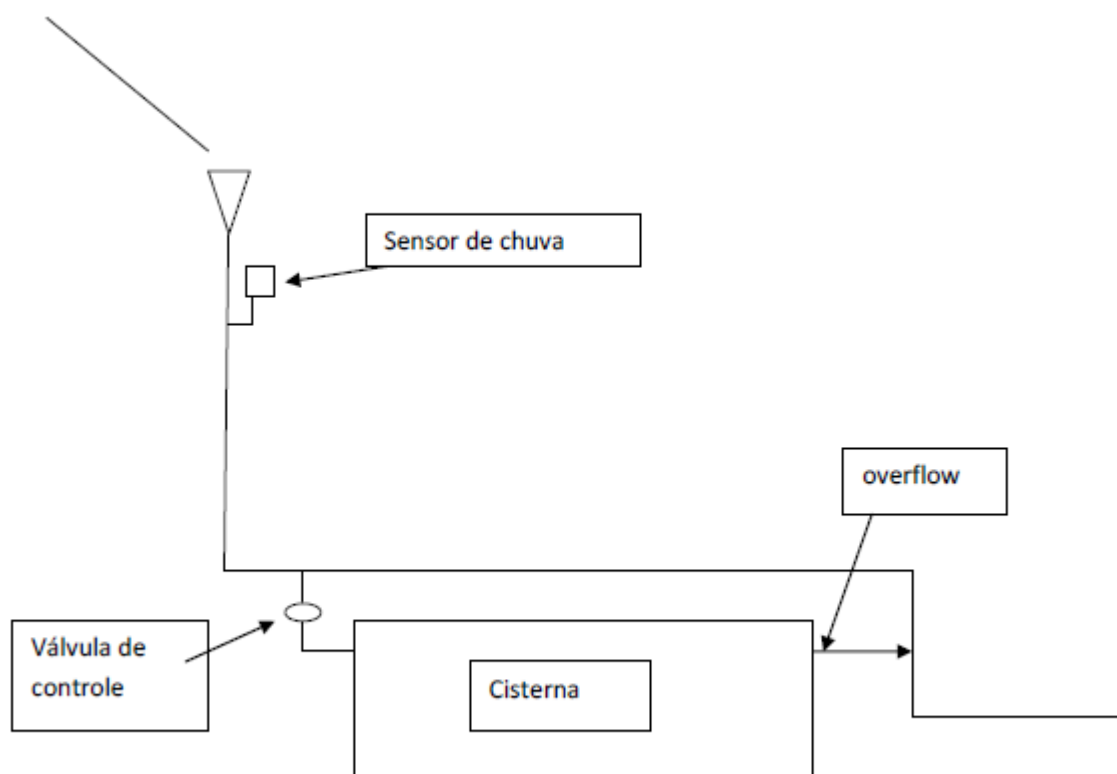 Sensor de chuva
overflow
Válvula de
controle
Cisterna